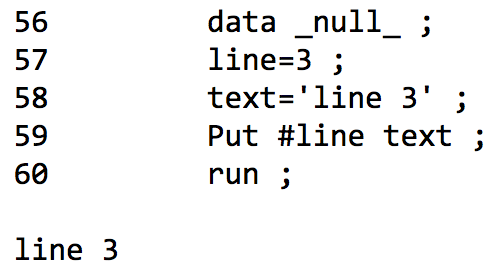 56 data _null_ ;
57 line=3 ;
58 text='line 3' ;
59 Put #line text ;
60 run ;
line 3